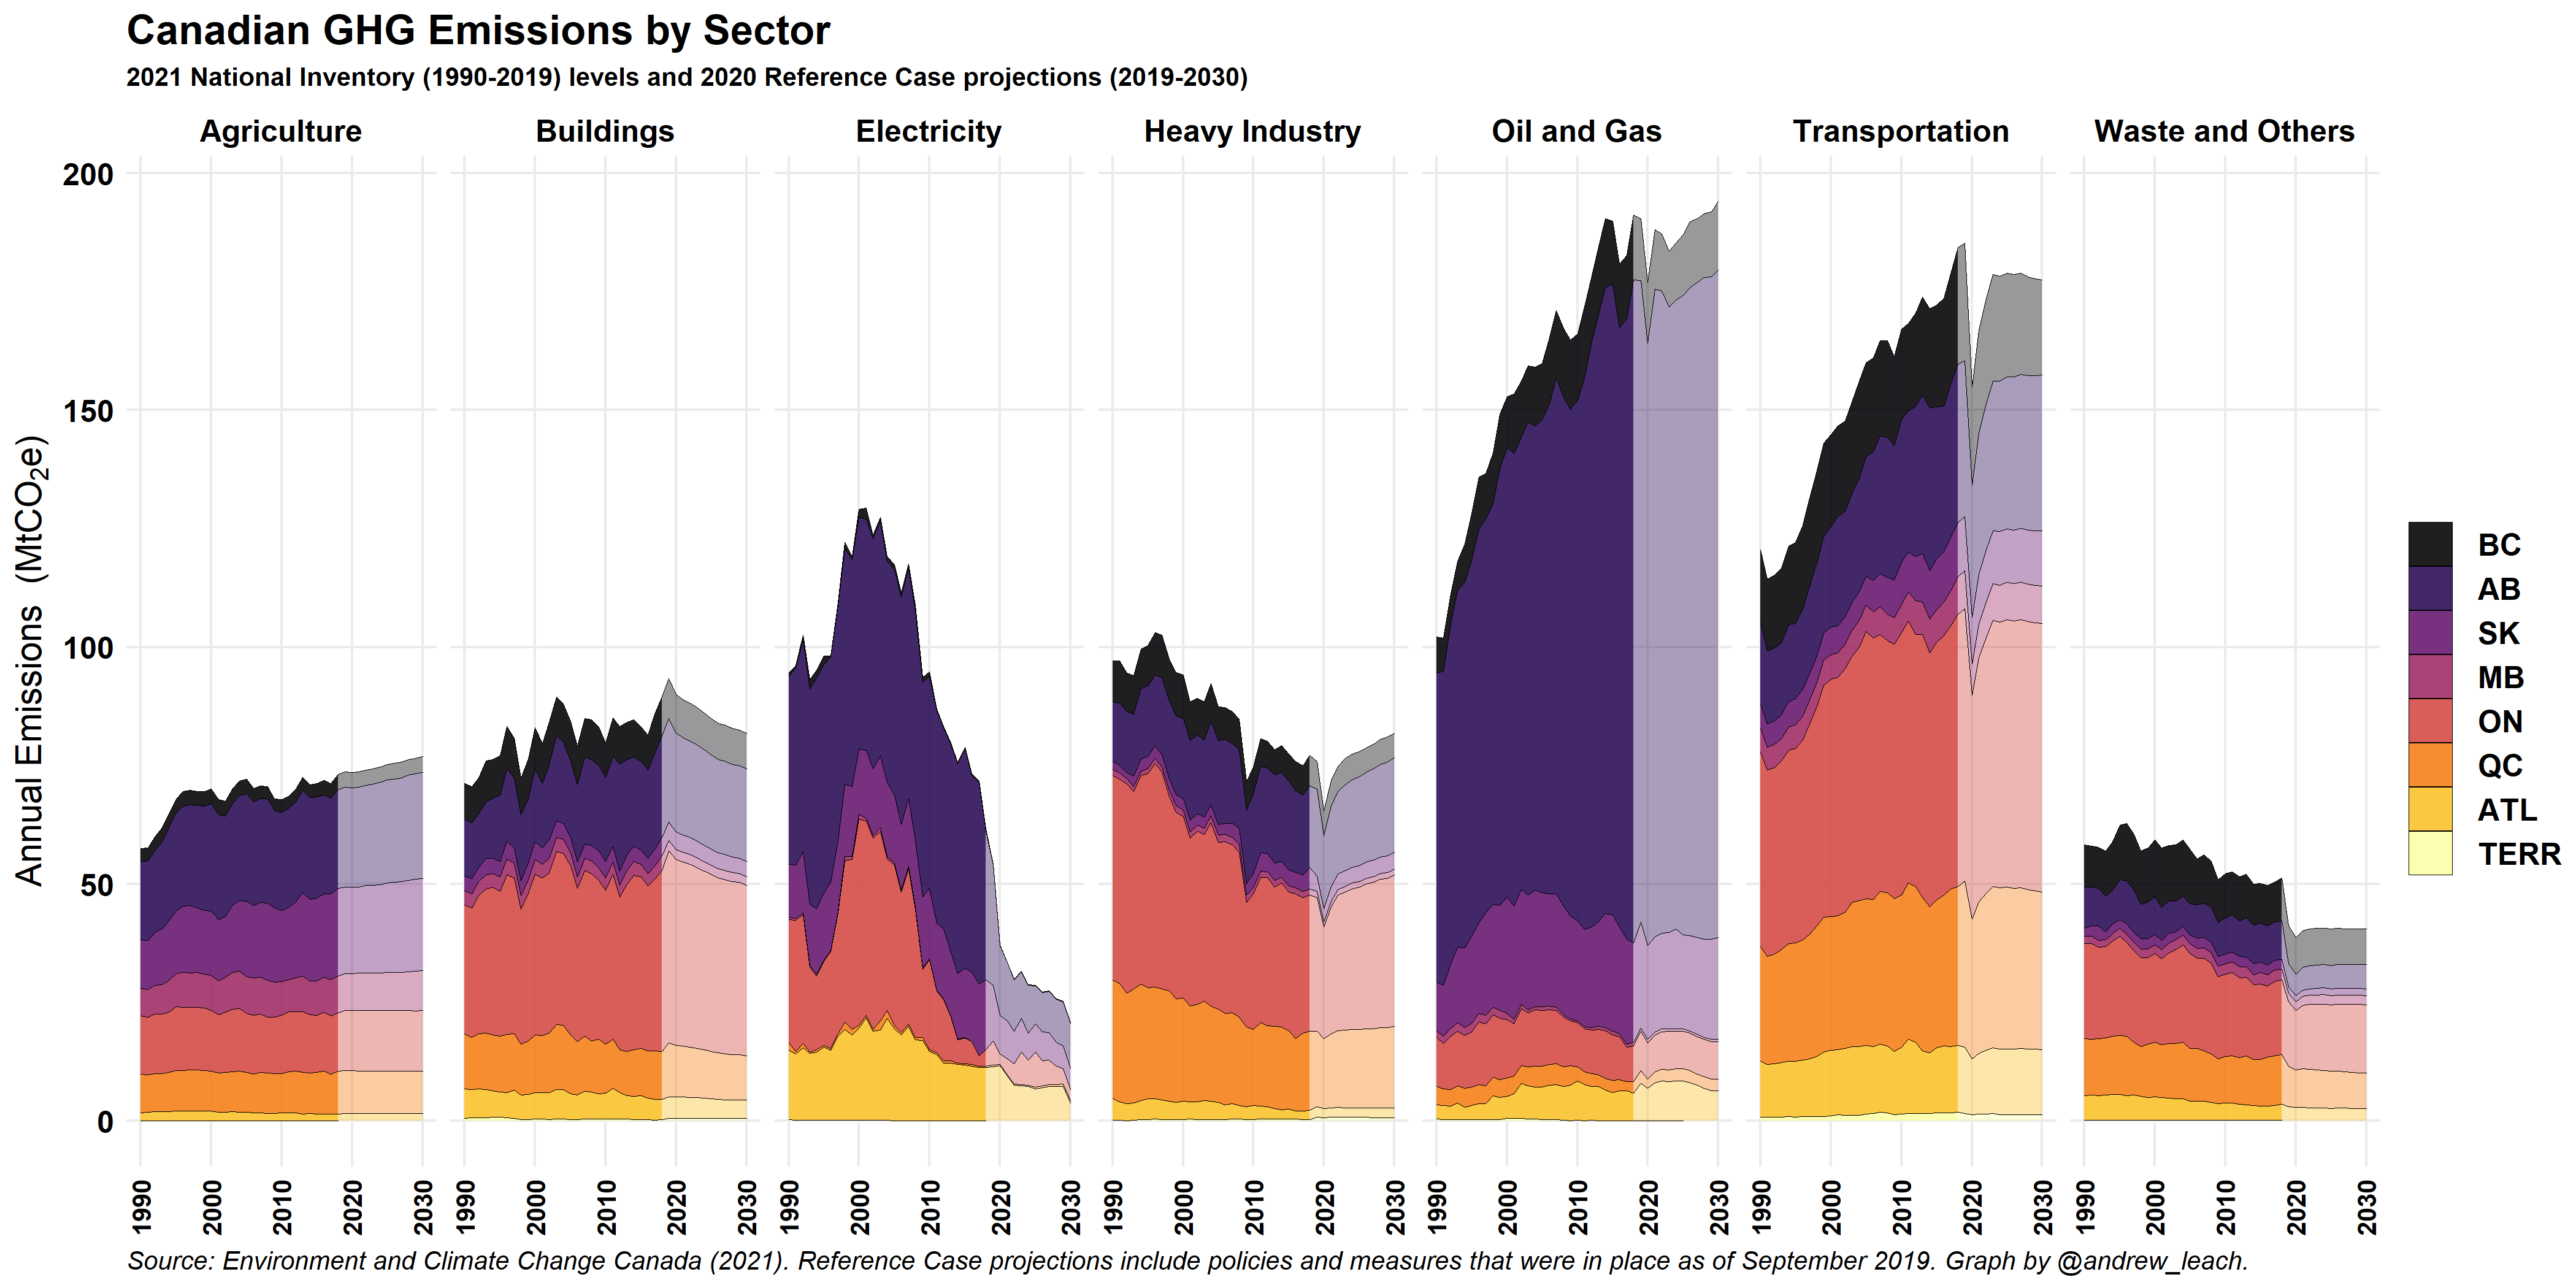 Canadian GHG Emissions by Sector
2021 National Inventory (1990-2019) levels and 2020 Reference Case projections (2019-2030)
Agriculture
Buildings
Electricity
Heavy Industry
Oil and Gas
Transportation
Waste and Others
Annual Emissions (MtCO₂e)
200
150
100
50
0
1990 2000 2010 2020 2030
1990 2000 2010 2020 2030
1990 2000 2010 2020 2030
1990 2000 2010 2020 2030
1990 2000 2010 2020 2030
1990 2000 2010 2020 2030
1990 2000 2010 2020 2030
BC
AB
SK
MB
ON
QC
ATL
TERR
Source: Environment and Climate Change Canada (2021). Reference Case projections include policies and measures that were in place as of September 2019. Graph by @andrew_leach.